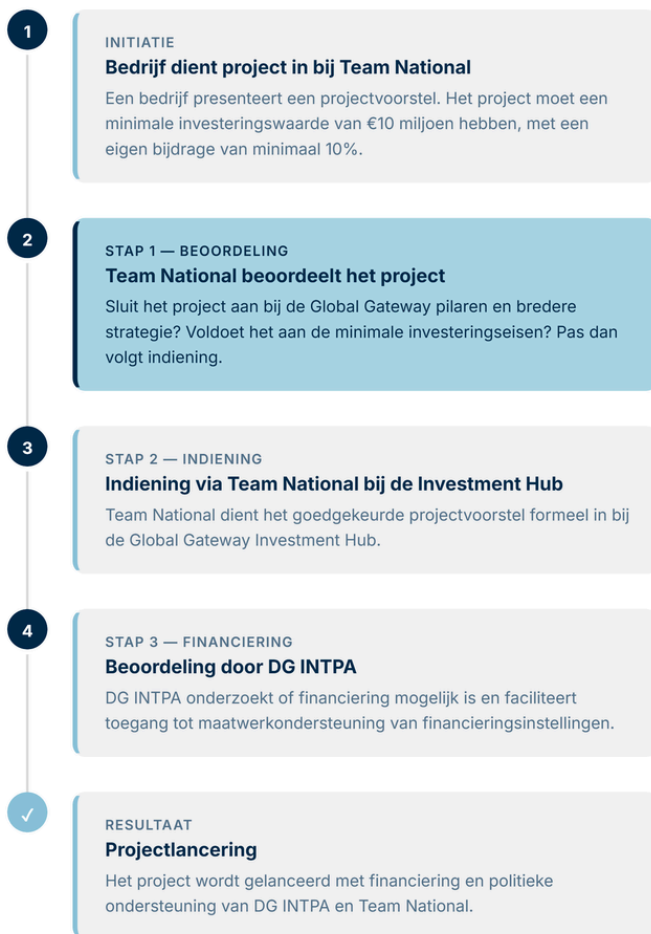 1
INITIATIE
Bedrijf dient project in bij Team National
Een bedrijf presenteert een projectvoorstel. Het project moet een
minimale investeringswaarde van €10 miljoen hebben, met een
eigen bijdrage van minimaal 10%.
2
STAP 1 — BEOORDELING
Team National beoordeelt het project
Sluit het project aan bij de Global Gateway pilaren en bredere
strategie? Voldoet het aan de minimale investeringseisen? Pas dan
volgt indiening.
3
STAP 2 — INDIENING
Indiening via Team National bij de Investment Hub
Team National dient het goedgekeurde projectvoorstel formeel in bij
de Global Gateway Investment Hub.
4
STAP 3 — FINANCIERING
Beoordeling door DG INTPA
DG INTPA onderzoekt of financiering mogelijk is en faciliteert
toegang tot maatwerkondersteuning van financieringsinstellingen.
✓
RESULTAAT
Projectlancering
Het project wordt gelanceerd met financiering en politieke
ondersteuning van DG INTPA en Team National.